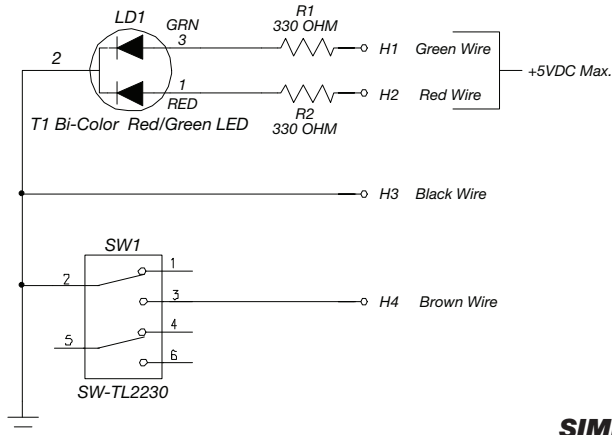 LD1
GRN
3
R1
330 OHM
H1 Green Wire
2
+5VDC Max.
1
RED
H2 Red Wire
R2
330 OHM
T1 Bi-Color Red/Green LED
H3 Black Wire
SW1
1
2
3
H4 Brown Wire
4
5
6
SW-TL2230
SIM